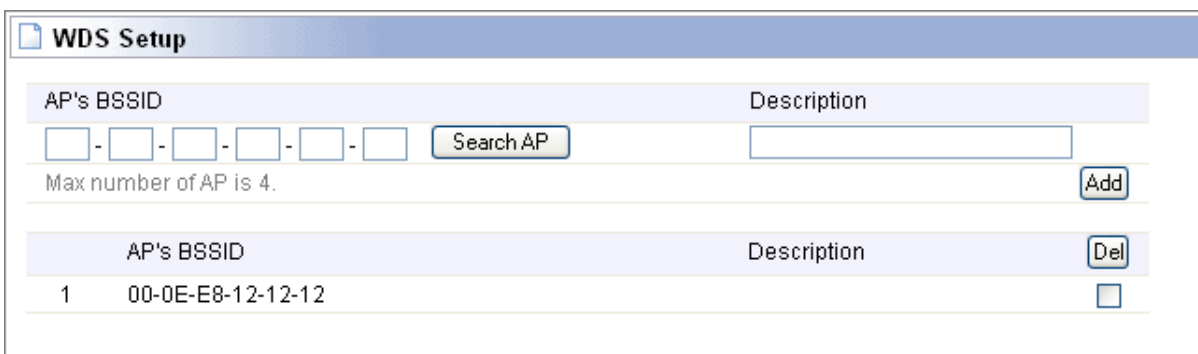 WDS Setup
AP's BSSID Description
- - - - - Search AP
Max number of AP is 4. Add
AP's BSSID Description Del
1 00-0E-E8-12-12-12